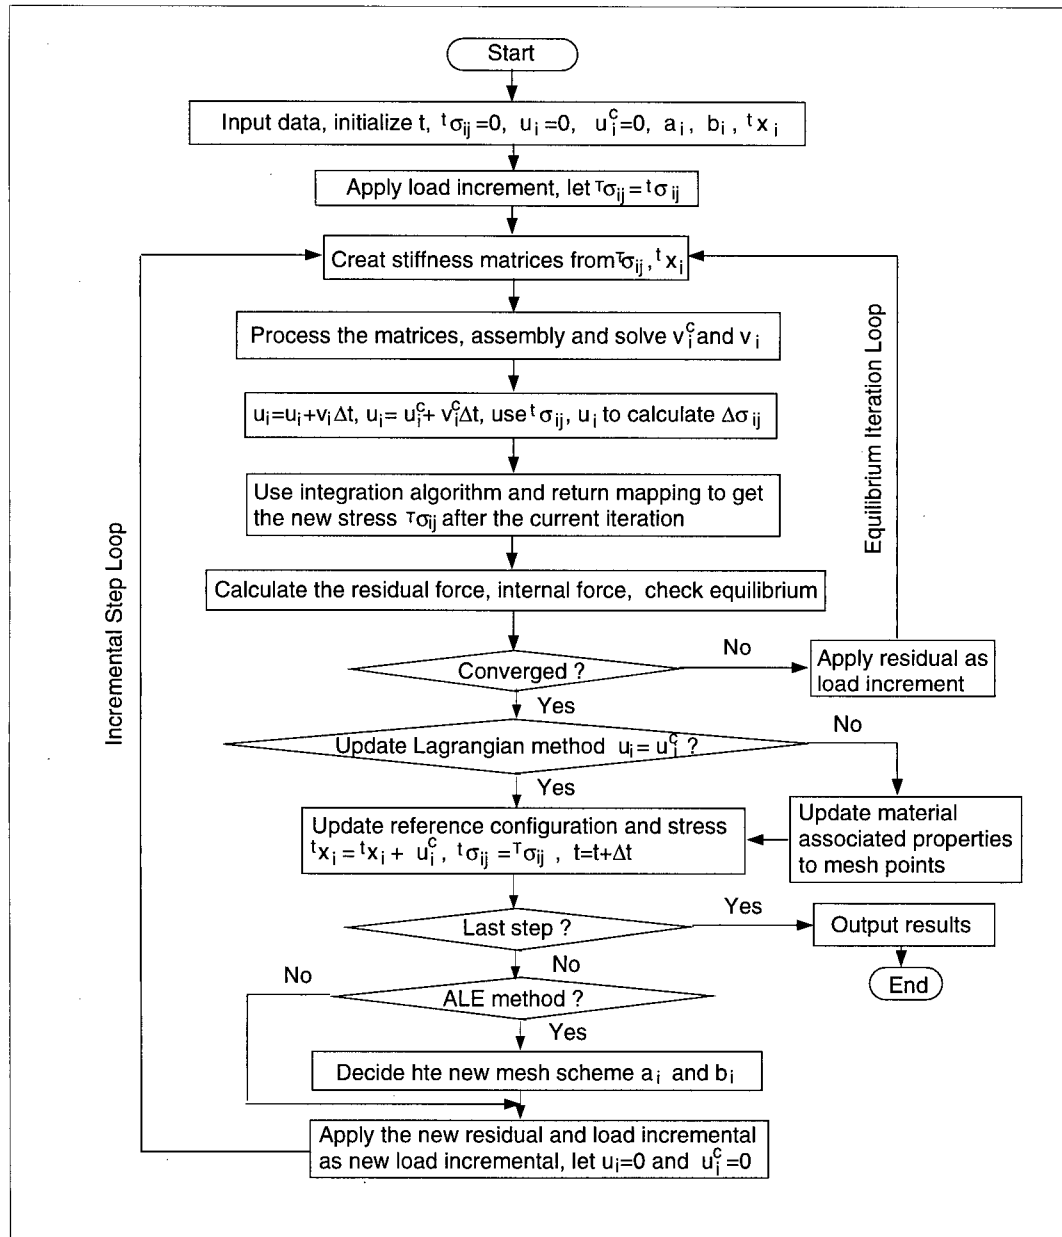 Start
Input data, initialize t, ᵗσij =0, ui =0, uiᶜ =0, ai, bi, ᵗxi
Apply load increment, let ᵀσij = ᵗσij
Creat stiffness matrices from ᵀσij, ᵗxi
Process the matrices, assembly and solve viᶜ and vi
ui=ui+viΔt, ui= uiᶜ+ viᶜΔt, use ᵗσij, ui to calculate Δσij
Use integration algorithm and return mapping to get
the new stress ᵀσij after the current iteration
Calculate the residual force, internal force, check equilibrium
Converged ?
No
Apply residual as
load increment
Equilibrium Iteration Loop
Yes
Update Lagrangian method ui= uiᶜ ?
No
Update material
associated properties
to mesh points
Yes
Update reference configuration and stress
ᵗxi = ᵗxi + uiᶜ, ᵗσij = ᵀσij , t=t+Δt
Last step ?
Yes
Output results
End
No
ALE method ?
No
Yes
Decide hte new mesh scheme ai and bi
Apply the new residual and load incremental
as new load incremental, let ui=0 and uiᶜ =0
Incremental Step Loop